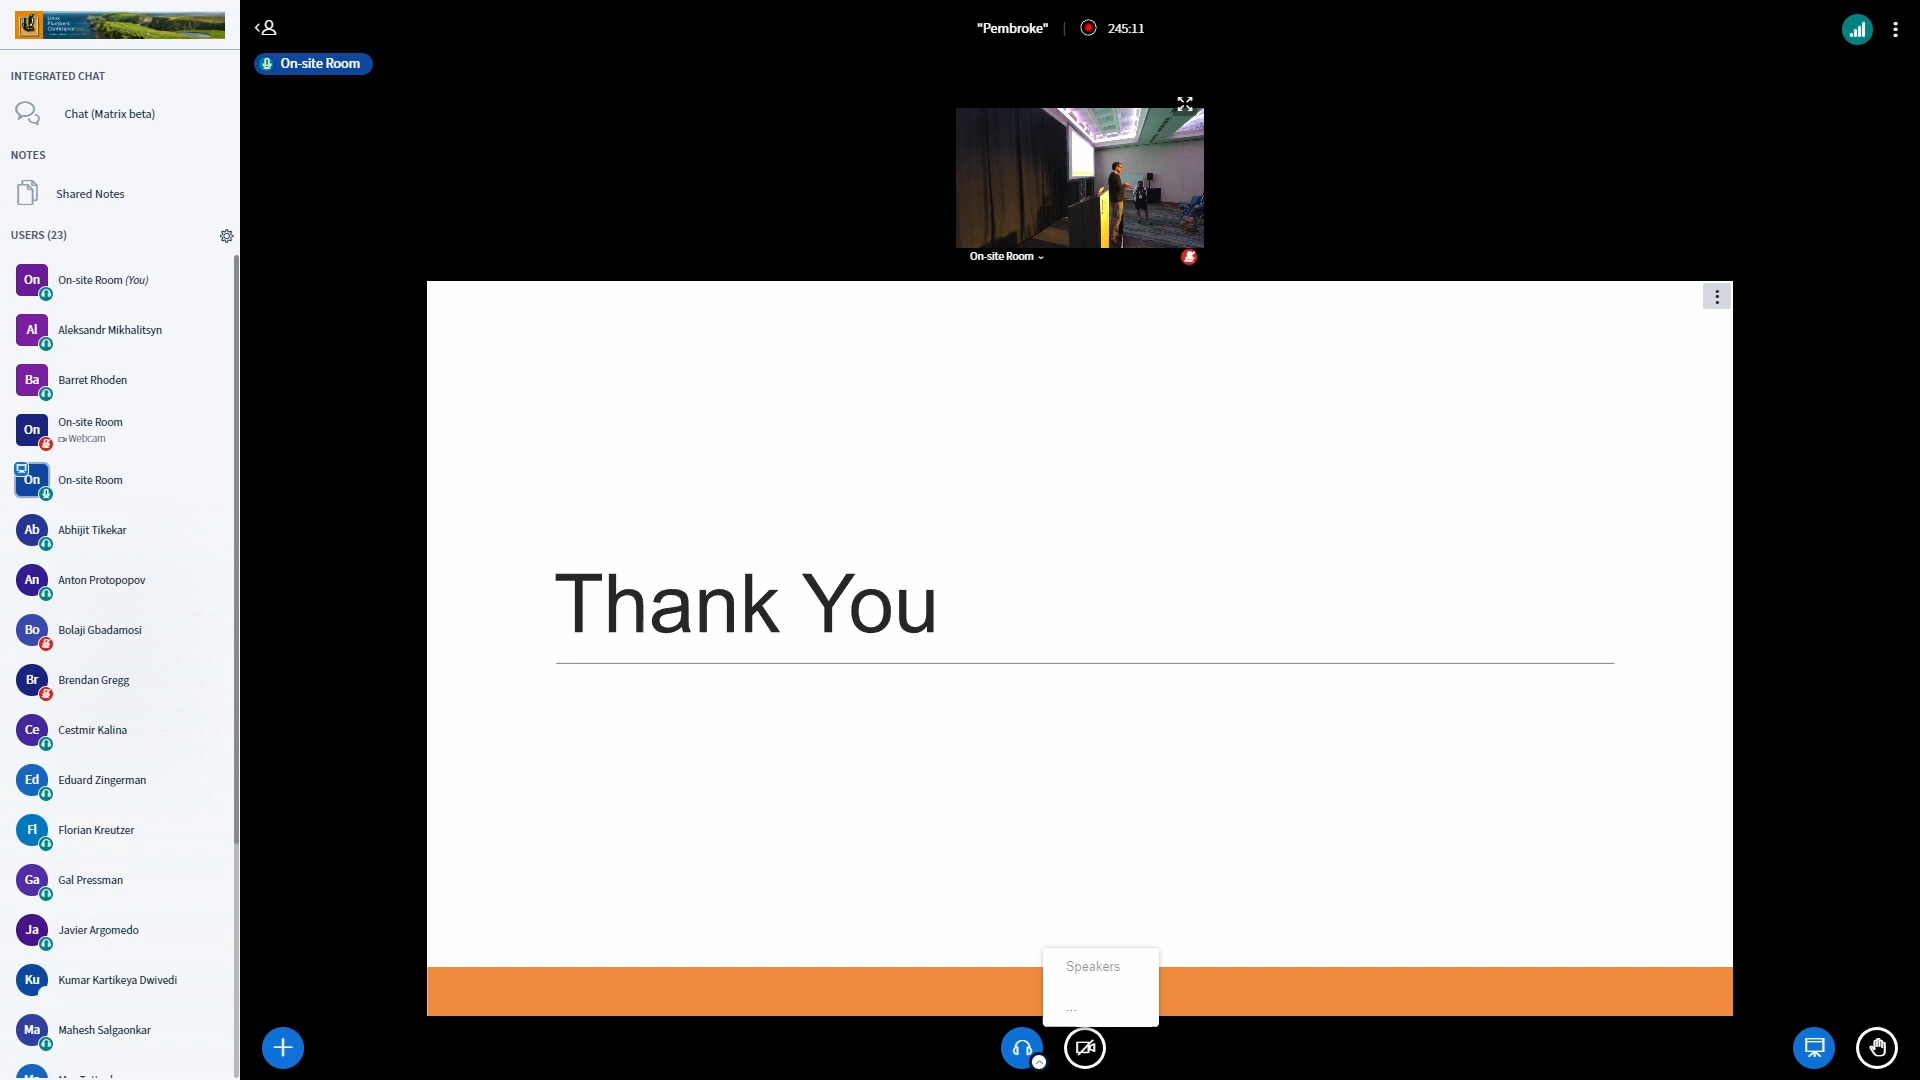 Linux
Plumbers
Conference
"Pembroke"
245:11
On-site Room
INTEGRATED CHAT
Chat (Matrix beta)
NOTES
Shared Notes
USERS (23)
On
On-site Room (You)
Al
Aleksandr Mikhalitsyn
Ba
Barret Rhoden
On
On-site Room
Webcam
On
On-site Room
Ab
Abhijit Tikekar
An
Anton Protopopov
Bo
Bolaji Gbadamosi
Br
Brendan Gregg
Ce
Cestmir Kalina
Ed
Eduard Zingerman
Fl
Florian Kreutzer
Ga
Gal Pressman
Ja
Javier Argomedo
Ku
Kumar Kartikeya Dwivedi
Ma
Mahesh Salgaonkar
On-site Room
Thank You
Speakers
...